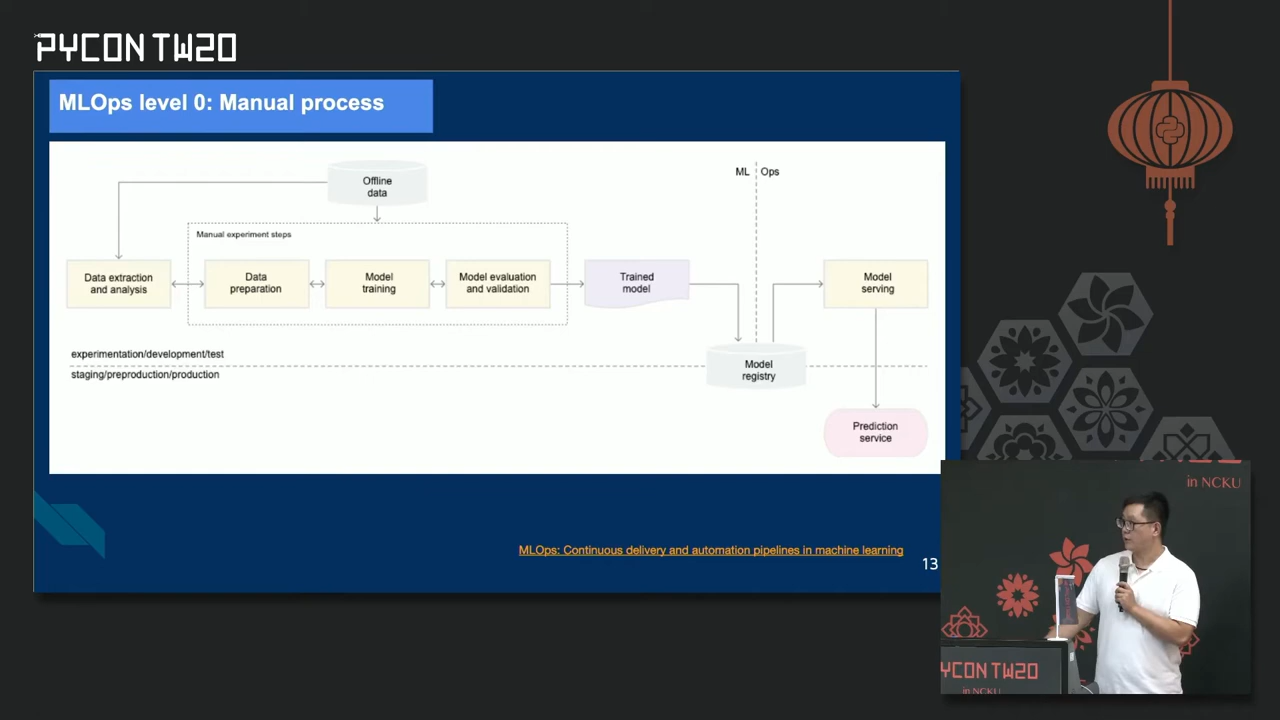 PYCON TW20
MLOps level 0: Manual process
Offline
data
ML
Ops
Manual experiment steps
Data extraction
and analysis
Data
preparation
Model
training
Model evaluation
and validation
Trained
model
Model
serving
experimentation/development/test
staging/preproduction/production
Model
registry
Prediction
service
MLOps: Continuous delivery and automation pipelines in machine learning
13
in NCKU
PYCON TW20
in NCKU